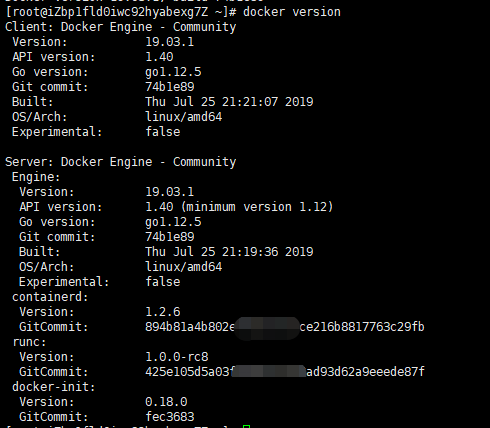 [root@iZbp1fld0iwc92hyabexg7Z ~]# docker version
Client: Docker Engine - Community
Version: 19.03.1
API version: 1.40
Go version: go1.12.5
Git commit: 74b1e89
Built: Thu Jul 25 21:21:07 2019
OS/Arch: linux/amd64
Experimental: false
Server: Docker Engine - Community
Engine:
Version: 19.03.1
API version: 1.40 (minimum version 1.12)
Go version: go1.12.5
Git commit: 74b1e89
Built: Thu Jul 25 21:19:36 2019
OS/Arch: linux/amd64
Experimental: false
containerd:
Version: 1.2.6
GitCommit: 894b81a4b802e ce216b8817763c29fb
runc:
Version: 1.0.0-rc8
GitCommit: 425e105d5a03f ad93d62a9eeede87f
docker-init:
Version: 0.18.0
GitCommit: fec3683